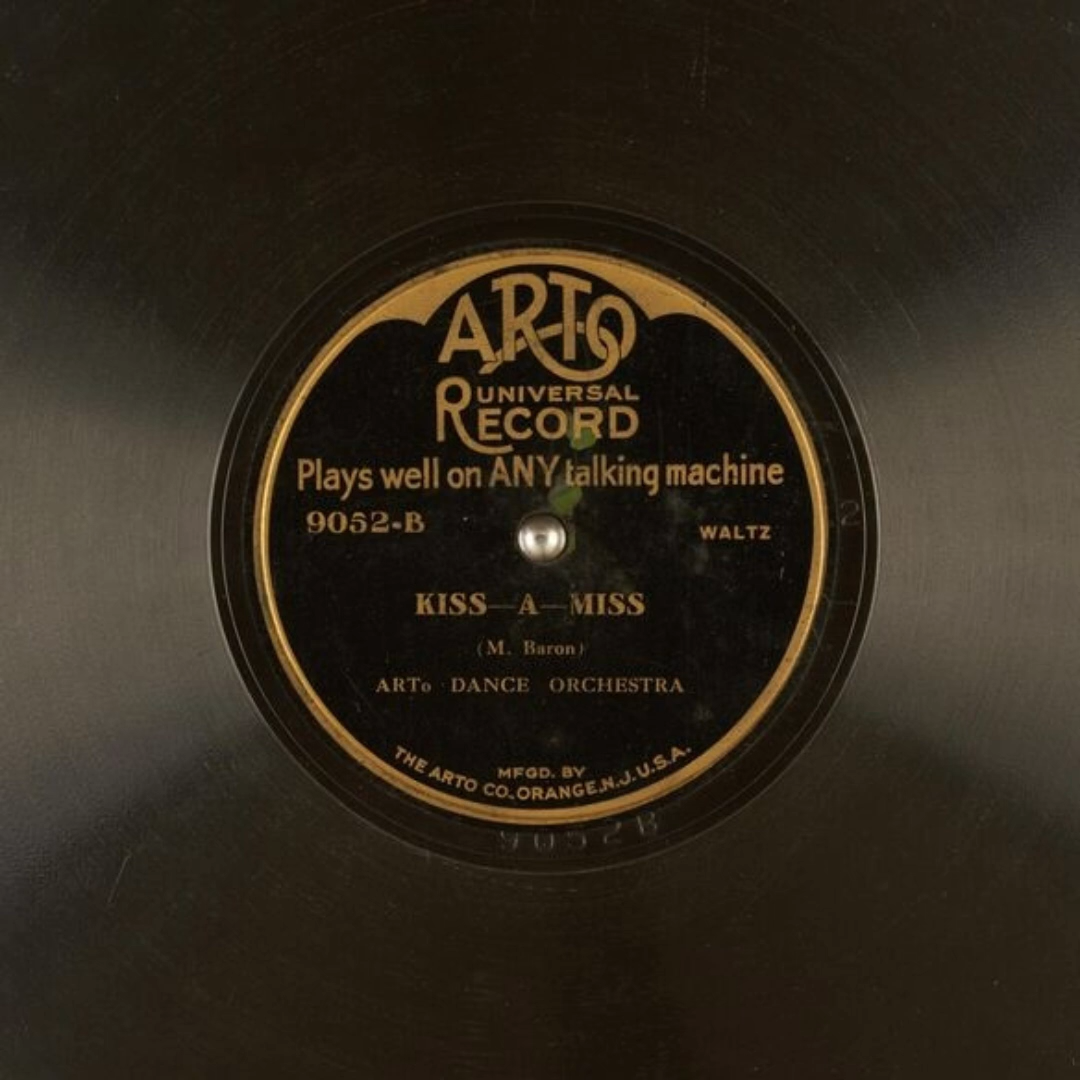 ARTO
UNIVERSAL
RECORD
Plays well on ANY talking machine
9052-B
WALTZ
KISS—A—MISS
(M. Baron)
ARTo DANCE ORCHESTRA
MFGD. BY
THE ARTO CO. ORANGE, N.J. U.S.A.
9052B
2